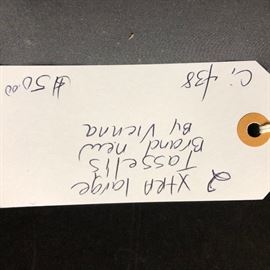 2 XtRA large
Tassells
Brand new
By Vienna
C, 438 $50.00